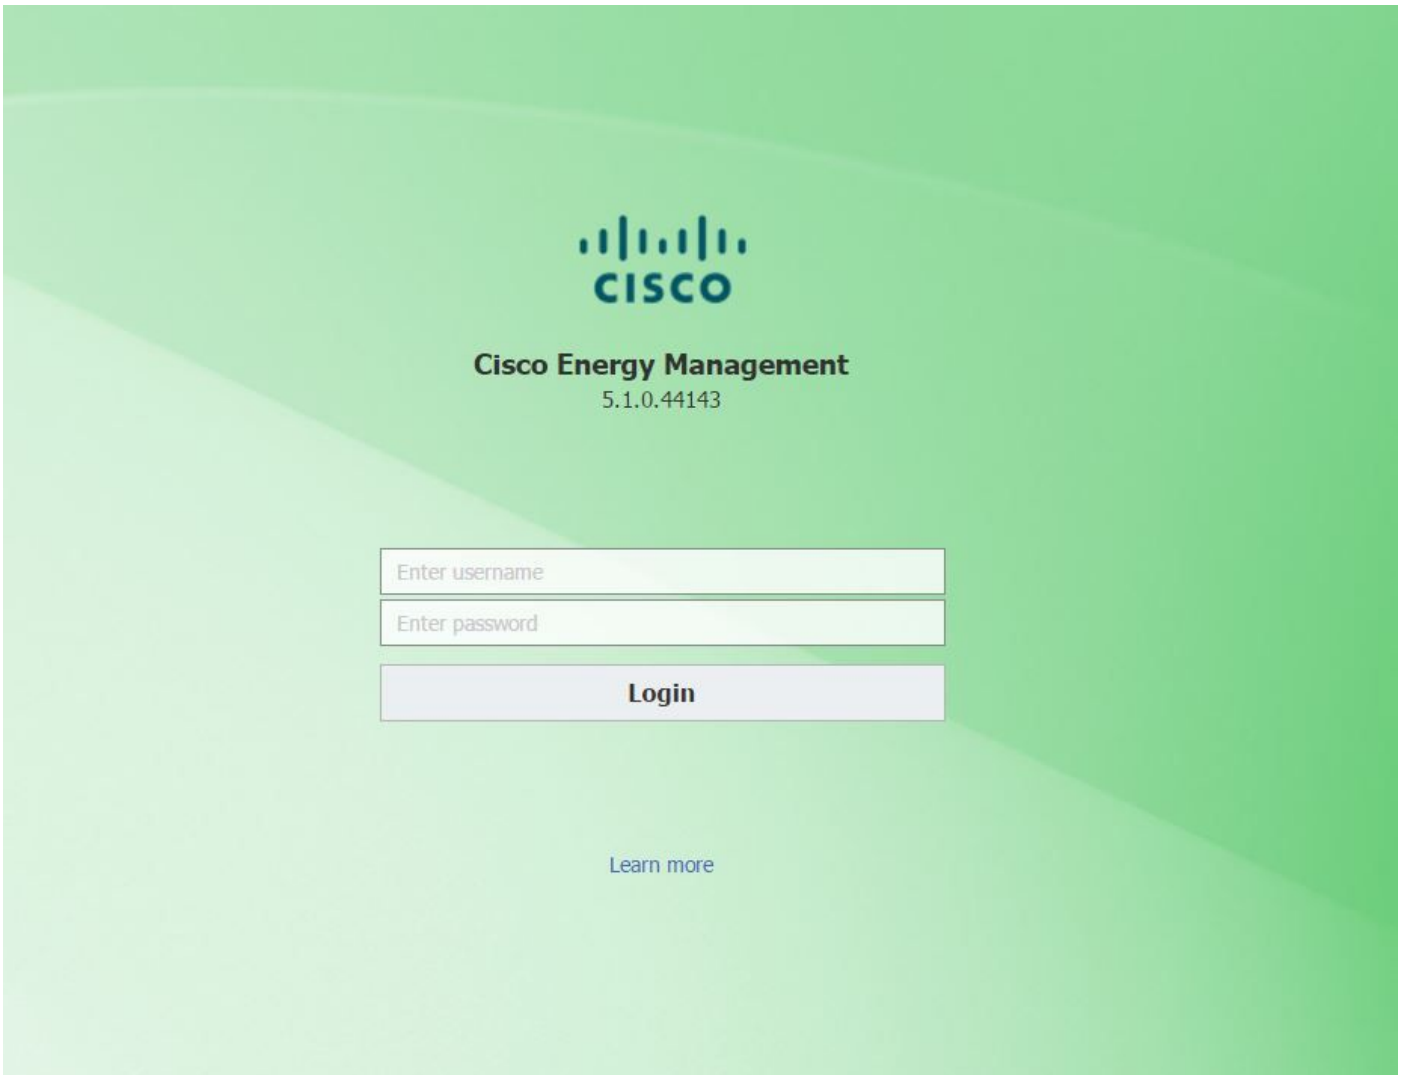 CISCO
Cisco Energy Management
5.1.0.44143
Enter username
Enter password
Login
Learn more